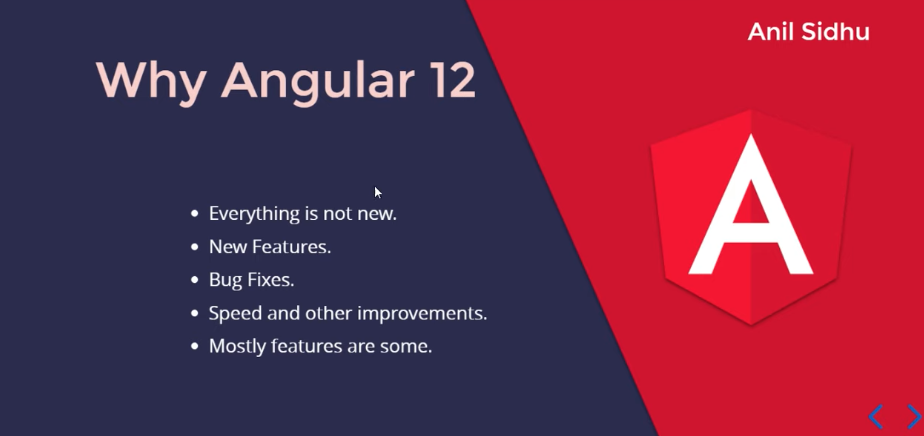 Anil Sidhu
Why Angular 12
Everything is not new.
New Features.
Bug Fixes.
Speed and other improvements.
Mostly features are some.
A